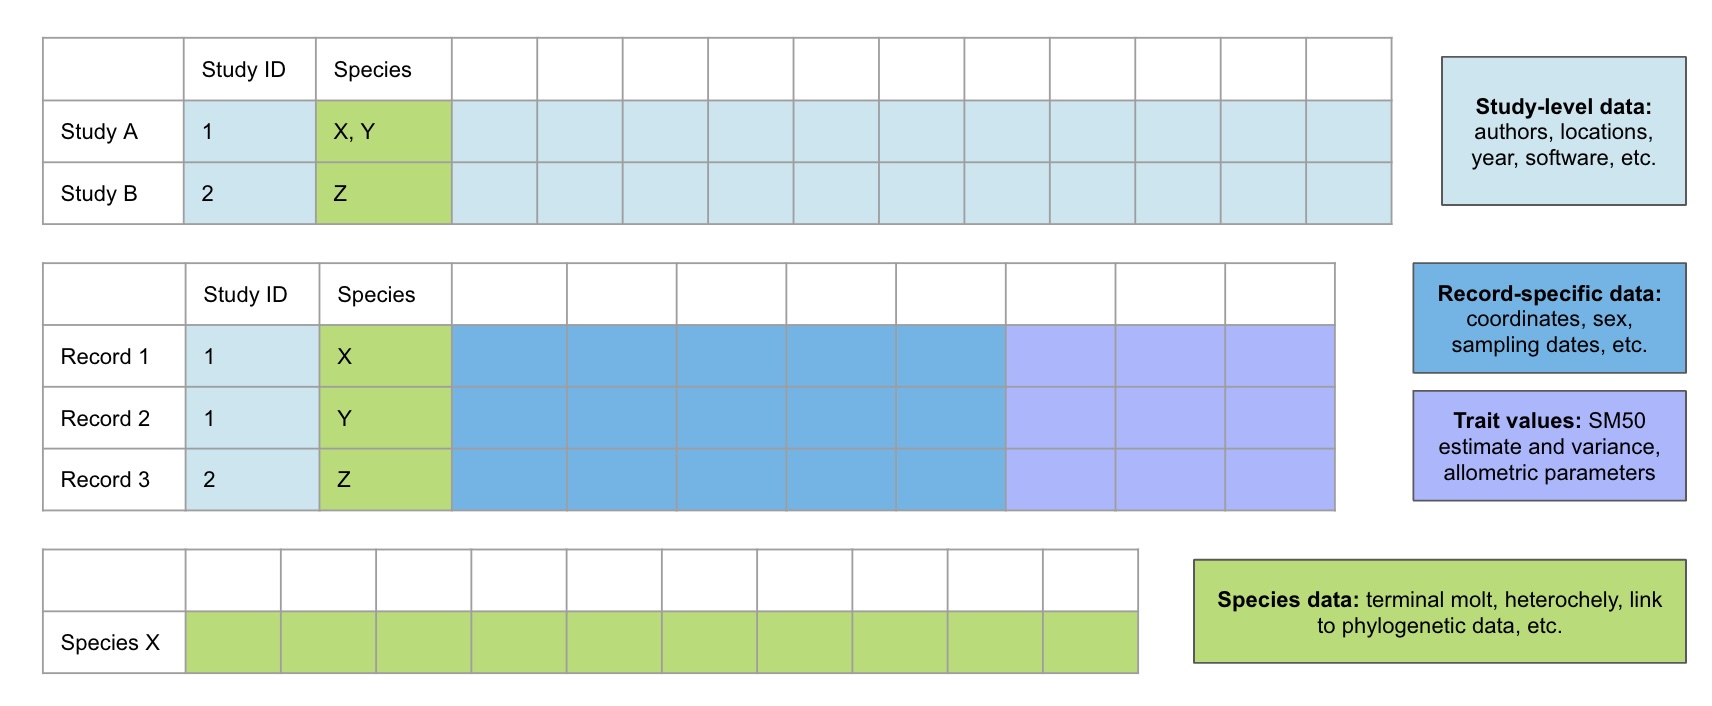 Study ID Species
Study A 1 X, Y
Study B 2 Z
Study-level data:
authors, locations,
year, software, etc.
Study ID Species
Record 1 1 X
Record 2 1 Y
Record 3 2 Z
Record-specific data:
coordinates, sex,
sampling dates, etc.
Trait values: SM50
estimate and variance,
allometric parameters
Species X
Species data: terminal molt, heterochely, link
to phylogenetic data, etc.